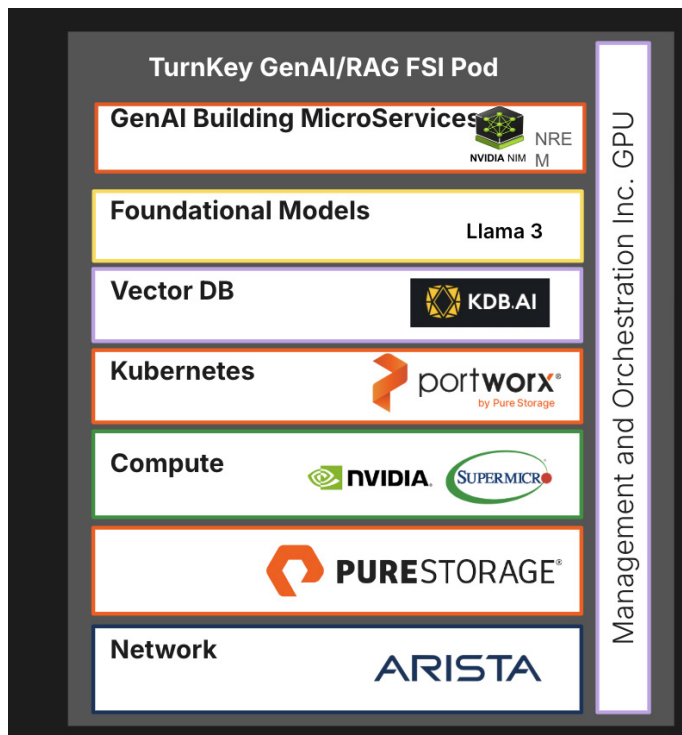 TurnKey GenAI/RAG FSI Pod
GenAI Building MicroServices
NVIDIA NIM
NRE
M
Foundational Models
Llama 3
Vector DB
KDB.AI
Kubernetes
portworx®
by Pure Storage
Compute
NVIDIA.
SUPERMICRO
PURESTORAGE®
Network
ARISTA
Management and Orchestration Inc. GPU